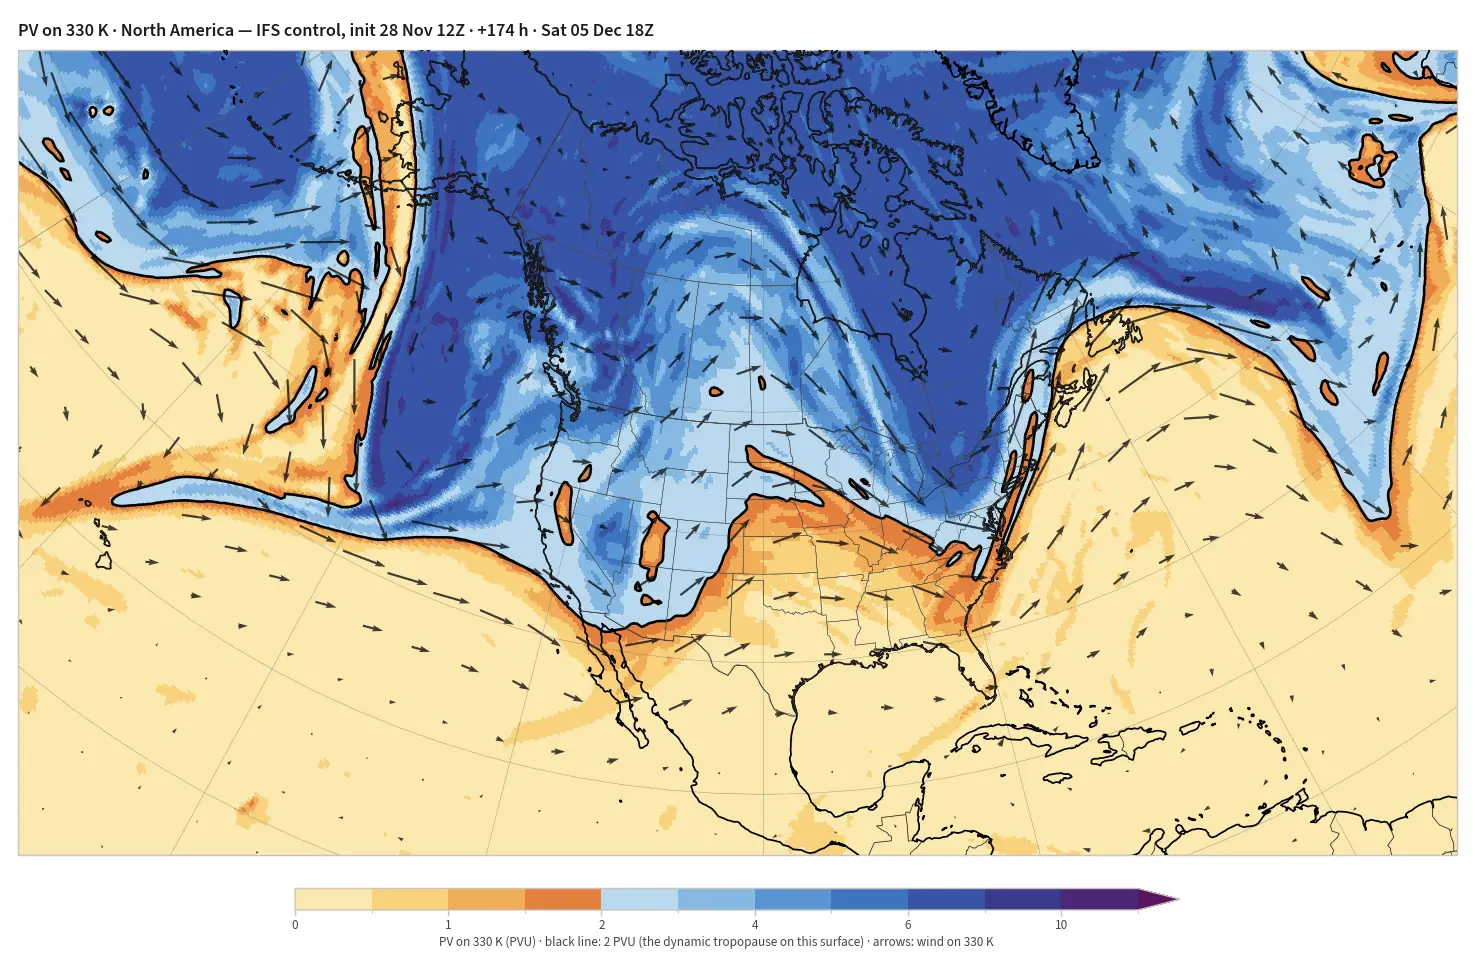 PV on 330 K · North America — IFS control, init 28 Nov 12Z · +174 h · Sat 05 Dec 18Z
0 1 2 4 6 10
PV on 330 K (PVU) · black line: 2 PVU (the dynamic tropopause on this surface) · arrows: wind on 330 K